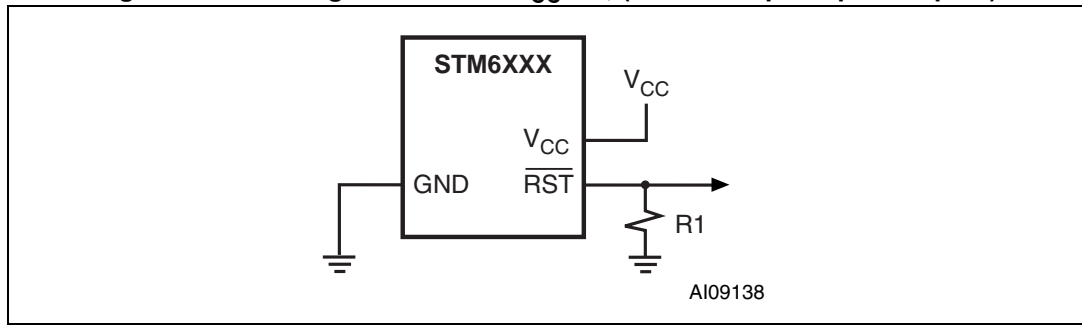 STM6XXX
VCC
VCC
GND
RST
R1
AI09138